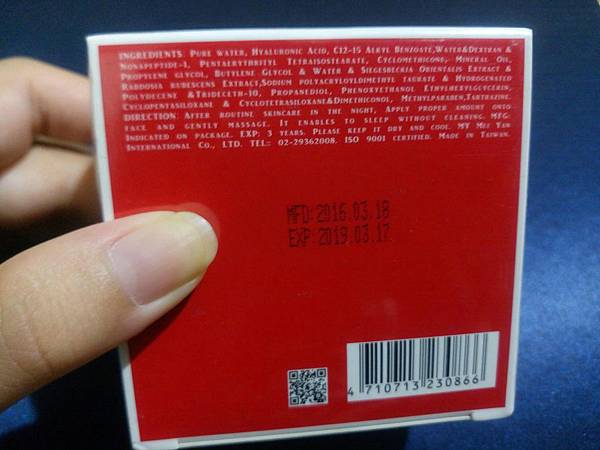 INGREDIENTS: PURE WATER, HYALURONIC ACID, C12-15 ALKYL BENZOATE,WATER&DEXTRAN &
NONAPEPTIDE-1, PENTAERYTHRITYL TETRAISOSTEARATE, CYCLOMETHICONE, MINERAL OIL,
PROPYLENE GLYCOL, BUTYLENE GLYCOL & WATER & SIEGESBECKIA ORIENTALIS EXTRACT &
RABDOSIA RUBESCENS EXTRACT,SODIUM POLYACRYLOYLDIMETHYL TAURATE & HYDROGENATED
POLYDECENE &TRIDECETH-10, PROPANEDIOL, PHENOXYETHANOL ETHYLHEXYLGLYCERIN,
CYCLOPENTASILOXANE & CYCLOTETRASILOXANE&DIMETHICONOL, METHYLPARABEN,TARTRAZINE.
DIRECTION: AFTER ROUTINE SKINCARE IN THE NIGHT, APPLY PROPER AMOUNT ONTO
FACE AND GENTLY MASSAGE. IT ENABLES TO SLEEP WITHOUT CLEANING. MFG:
INDICATED ON PACKAGE. EXP: 3 YEARS. PLEASE KEEP IT DRY AND COOL. MY MEI YAN
INTERNATIONAL CO., LTD. TEL: 02-29362008. ISO 9001 CERTIFIED. MADE IN TAIWAN.
MFD:2016.03.18
EXP:2019.03.17
4 710713 230866